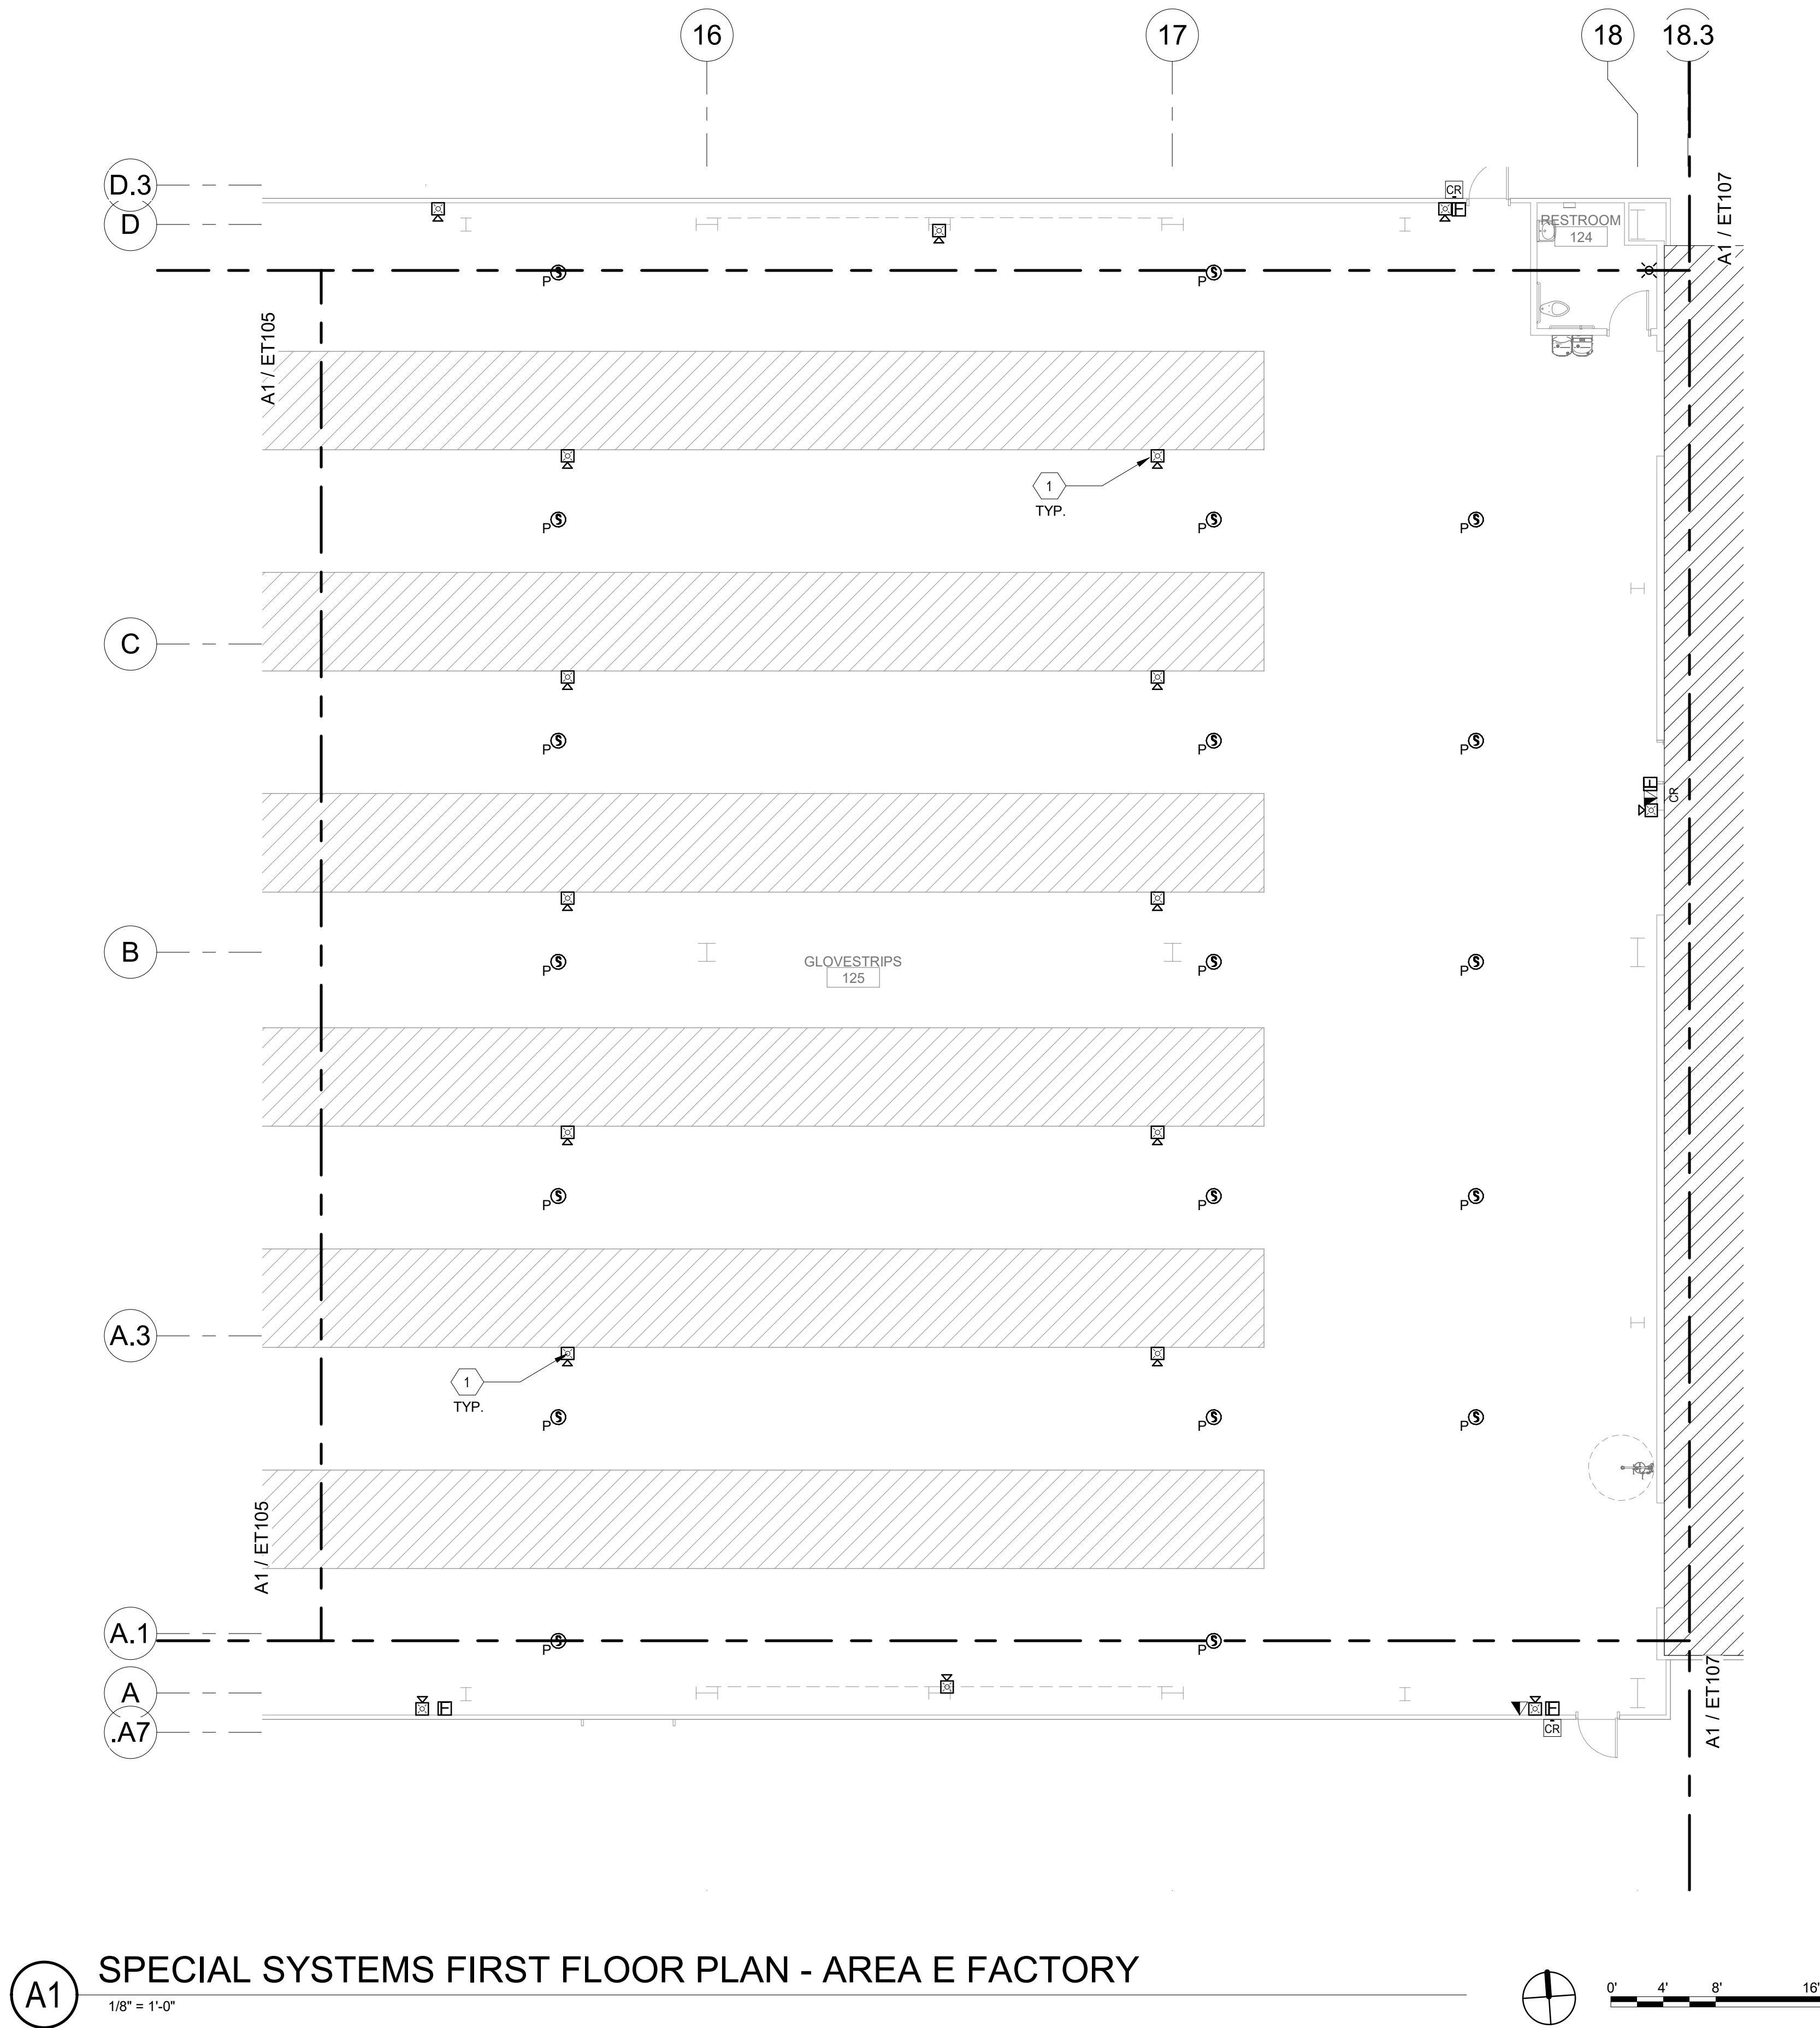 16
17
18
18.3
D.3
D
CR
F
RESTROOM
124
A1 / ET107
P S
P S
A1 / ET105
1
TYP.
P S
P S
P S
C
P S
P S
P S
F
CR
B
GLOVESTRIPS
125
P S
P S
P S
P S
P S
P S
A.3
1
TYP.
P S
P S
P S
A1 / ET105
A.1
P S
P S
A
F
F
A1 / ET107
.A7
CR
SPECIAL SYSTEMS FIRST FLOOR PLAN - AREA E FACTORY
A1
1/8" = 1'-0"
0' 4' 8' 16'